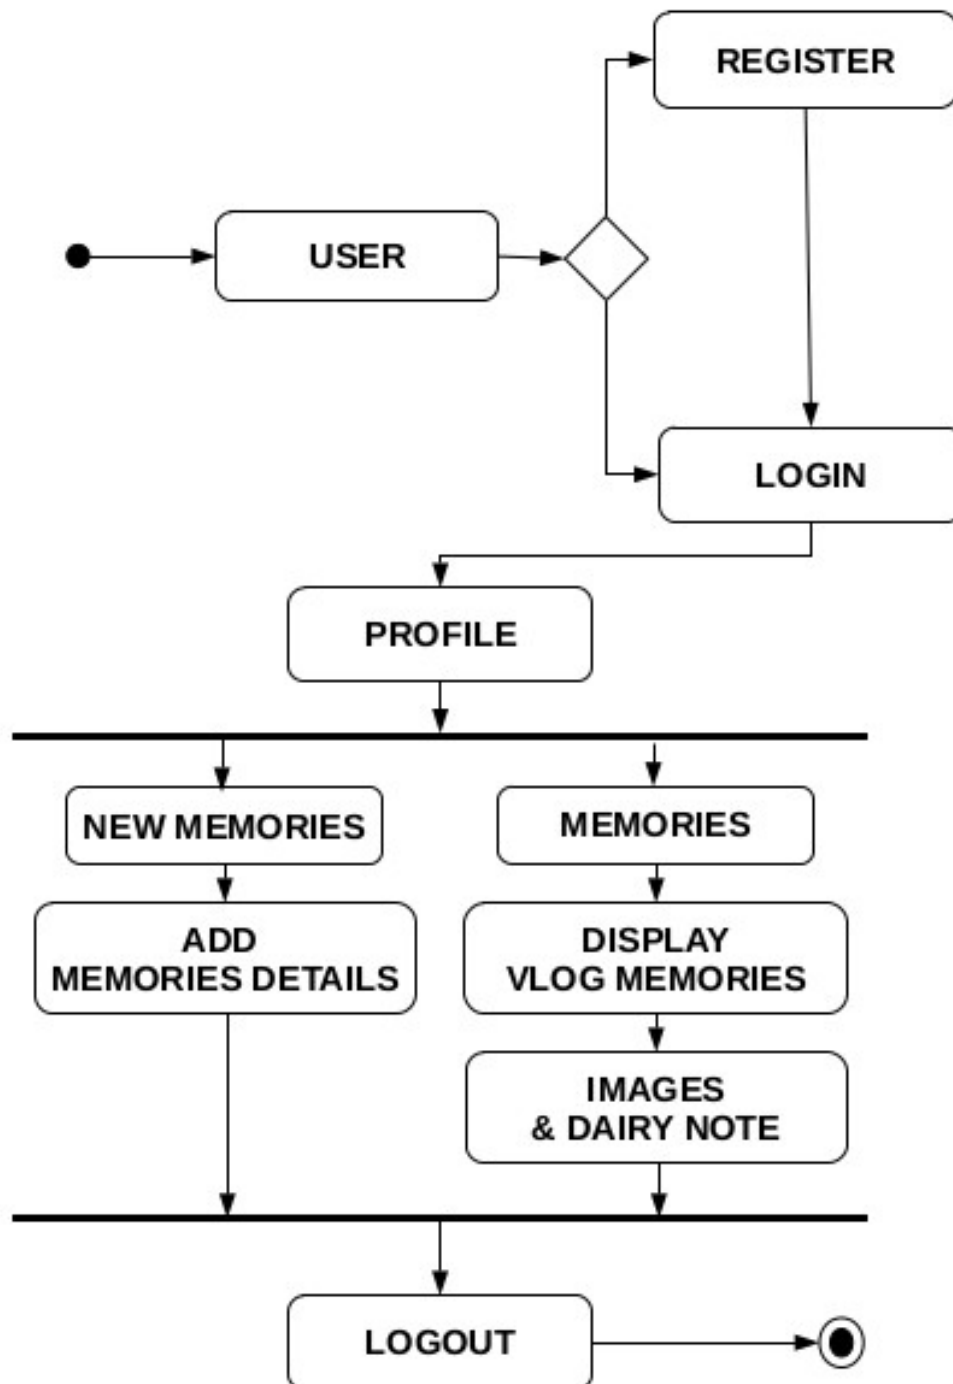 REGISTER
USER
LOGIN
PROFILE
NEW MEMORIES
MEMORIES
ADD
MEMORIES DETAILS
DISPLAY
VLOG MEMORIES
IMAGES
& DAIRY NOTE
LOGOUT